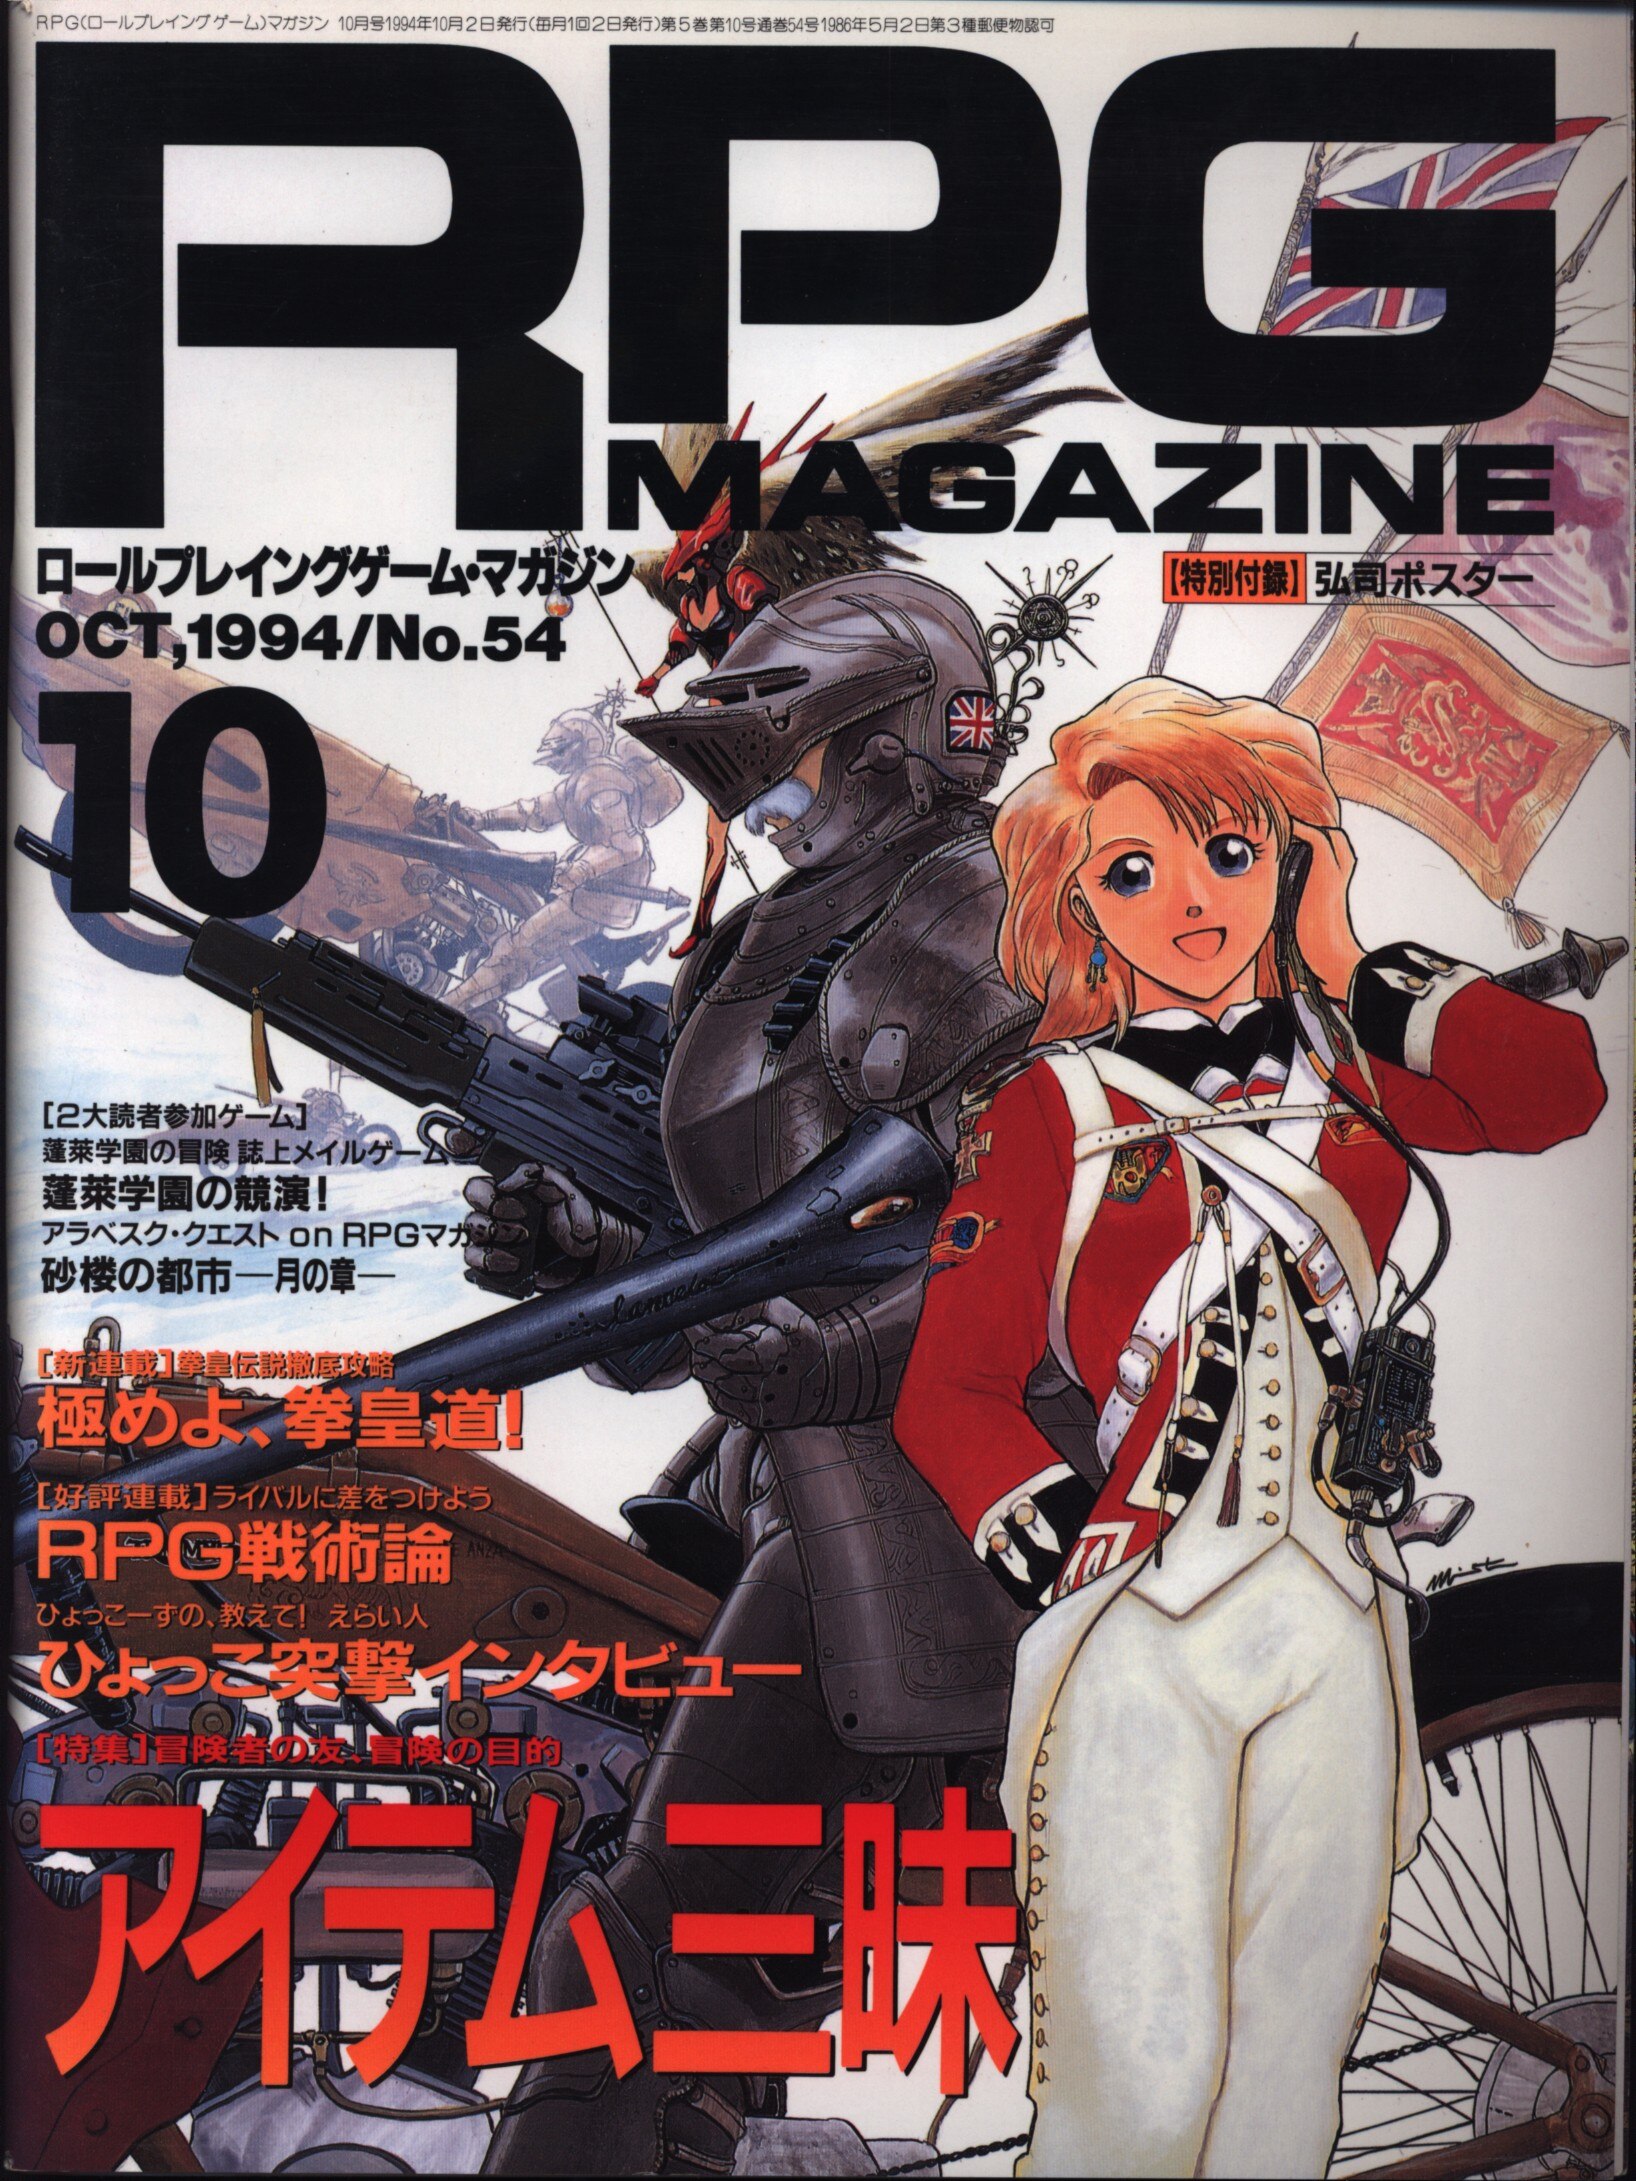 RPG(ロールプレイングゲーム)マガジン 10月号1994年10月2日発行(毎月1回2日発行)第5巻第10号通巻54号1986年5月2日第3種郵便物認可
RPG
MAGAZINE
ロールプレイングゲーム・マガジン
【特別付録】弘司ポスター
OCT,1994/No.54
10
[2大読者参加ゲーム]
蓬莱学園の冒険 誌上メイルゲーム
蓬莱学園の競演!
アラベスク・クエスト on RPGマガジン
砂楼の都市―月の章―
[新連載]拳皇伝説徹底攻略
極めよ、拳皇道!
[好評連載]ライバルに差をつけよう
RPG戦術論
ひょっこーすの、教えて! えらい人
ひょっこ突撃インタビュー
[特集]冒険者の友、冒険の目的
アイテム三昧